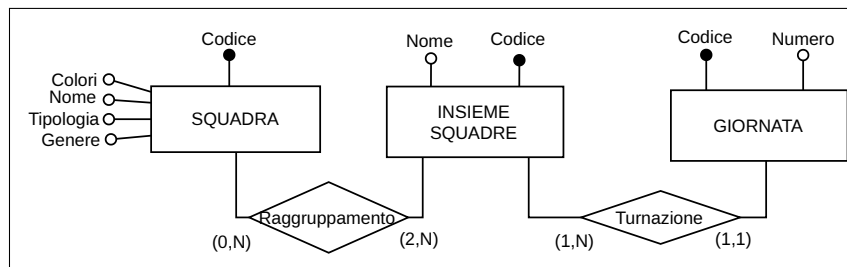 Codice
Nome
Codice
Codice
Numero
Colori
Nome
Tipologia
Genere
SQUADRA
INSIEME
SQUADRE
GIORNATA
Raggruppamento
Turnazione
(0,N)
(2,N)
(1,N)
(1,1)